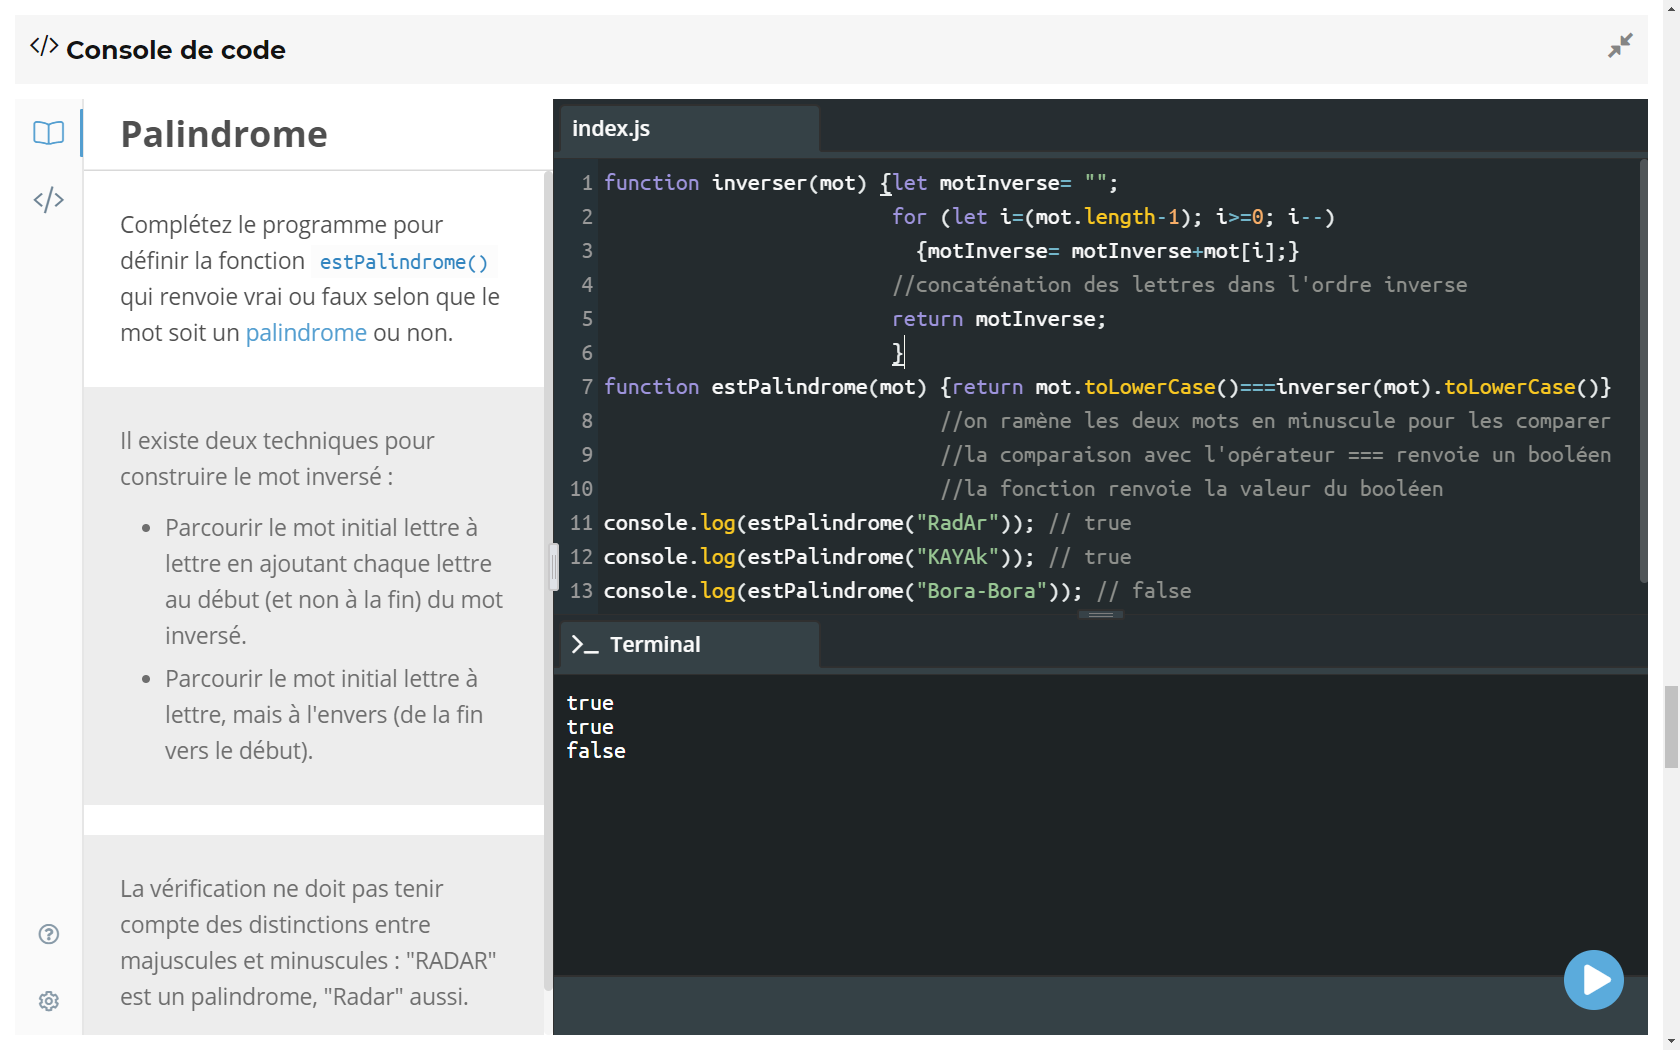 </> Console de code
Palindrome
Complétez le programme pour
définir la fonction estPalindrome()
qui renvoie vrai ou faux selon que le
mot soit un palindrome ou non.
Il existe deux techniques pour
construire le mot inversé :
• Parcourir le mot initial lettre à
lettre en ajoutant chaque lettre
au début (et non à la fin) du mot
inversé.
• Parcourir le mot initial lettre à
lettre, mais à l'envers (de la fin
vers le début).
La vérification ne doit pas tenir
compte des distinctions entre
majuscules et minuscules : "RADAR"
est un palindrome, "Radar" aussi.
index.js
1 function inverser(mot) {let motInverse= "";
2 for (let i=(mot.length-1); i>=0; i--)
3 {motInverse= motInverse+mot[i];}
4 //concaténation des lettres dans l'ordre inverse
5 return motInverse;
6 }
7 function estPalindrome(mot) {return mot.toLowerCase()===inverser(mot).toLowerCase()}
8 //on ramène les deux mots en minuscule pour les comparer
9 //la comparaison avec l'opérateur === renvoie un booléen
10 //la fonction renvoie la valeur du booléen
11 console.log(estPalindrome("RadAr")); // true
12 console.log(estPalindrome("KAYAk")); // true
13 console.log(estPalindrome("Bora-Bora")); // false
Terminal
true
true
false